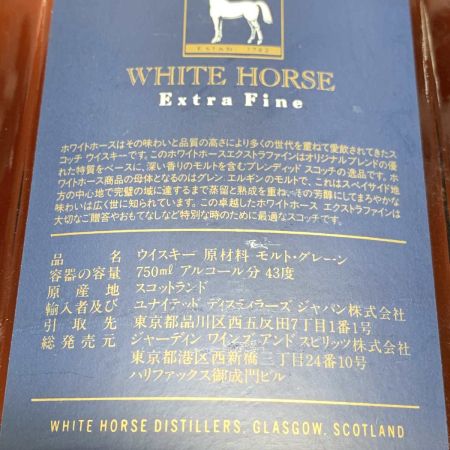 ESTAB. 1742
WHITE HORSE
Extra Fine
ホワイトホースはその味わいと品質の高さにより多くの世代を重ねて愛飲されてきたス
コッチ ウイスキーです。このホワイトホースエクストラファインはオリジナルブレンドの優
れた特質をベースに、深い香りのモルトを含むブレンディッド スコッチの逸品です。ホ
ワイトホース商品の母体となるのはグレン エルギンのモルトで、これはスペイサイド地
方の中心地で完璧の域に達するまで蒸留と熟成を重ね、活の芳醇にしてまろやかな
味わいは広く世に知られています。この卓越したホワイトホース エクストラファインは
大切なご贈答やおもてなしなど特別な時のために最適なスコッチです。
品名 ウイスキー 原材料 モルト・グレーン
容器の容量 750㎖ アルコール分 43度
原産地 スコットランド
輸入者及び ユナイテッド ディスティラーズ ジャパン株式会社
引取先 東京都品川区西五反田7丁目1番1号
総発売元 ジャーディン ワインズ アンド スピリッツ株式会社
東京都港区西新橋三丁目24番10号
ハリファックス御成門ビル
WHITE HORSE DISTILLERS, GLASGOW, SCOTLAND